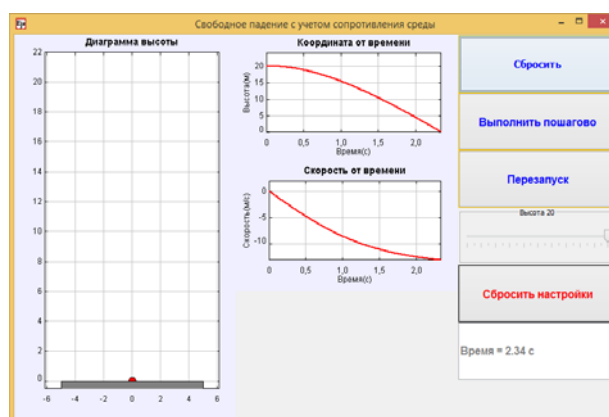 Свободное падение с учетом сопротивления среды
Диаграмма высоты
22
20
18
16
14
12
10
8
6
4
2
0
-6 -4 -2 0 2 4 6
Координата от времени
Высота(м)
20
15
10
5
0
0 0,5 1,0 1,5 2,0
Время(с)
Скорость от времени
Скорость(м/с)
0
-5
-10
0 0,5 1,0 1,5 2,0
Время(с)
Сбросить
Выполнить пошагово
Перезапуск
Высота 20
Сбросить настройки
Время = 2.34 с